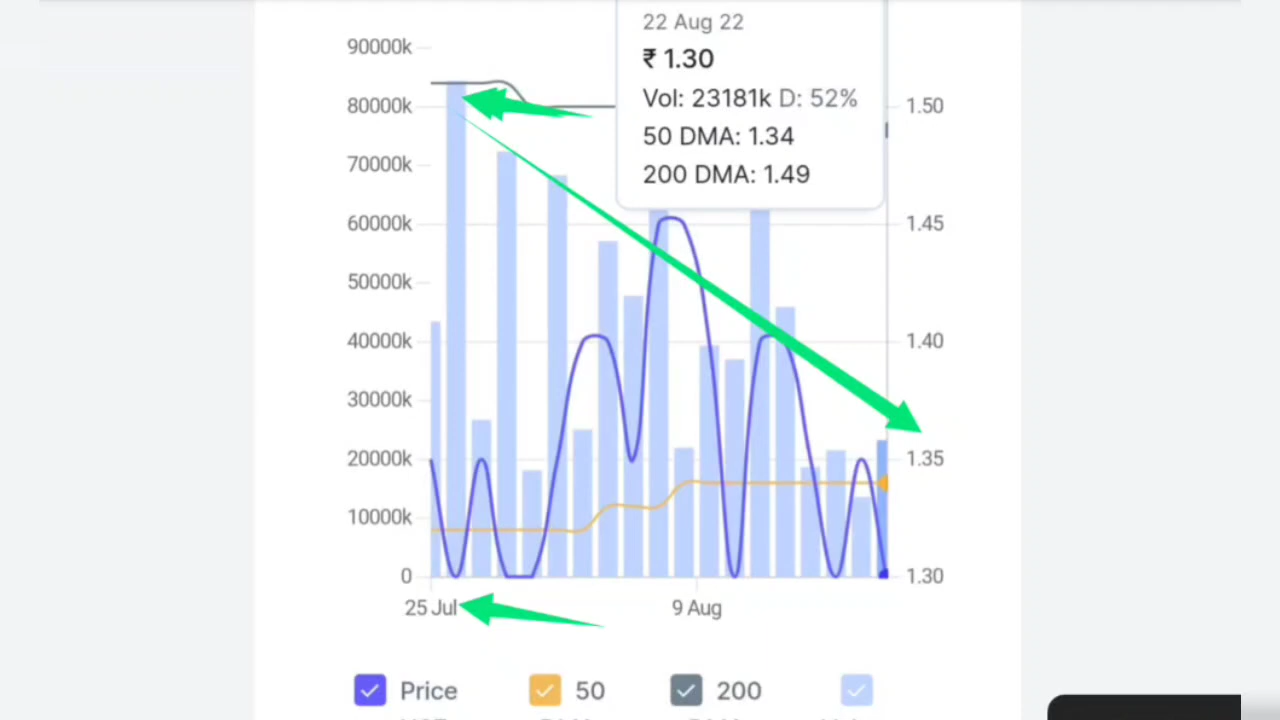 22 Aug 22
₹ 1.30
Vol: 23181k D: 52%
50 DMA: 1.34
200 DMA: 1.49
90000k
80000k
70000k
60000k
50000k
40000k
30000k
20000k
10000k
0
1.50
1.45
1.40
1.35
1.30
25 Jul
9 Aug
Price
50
200